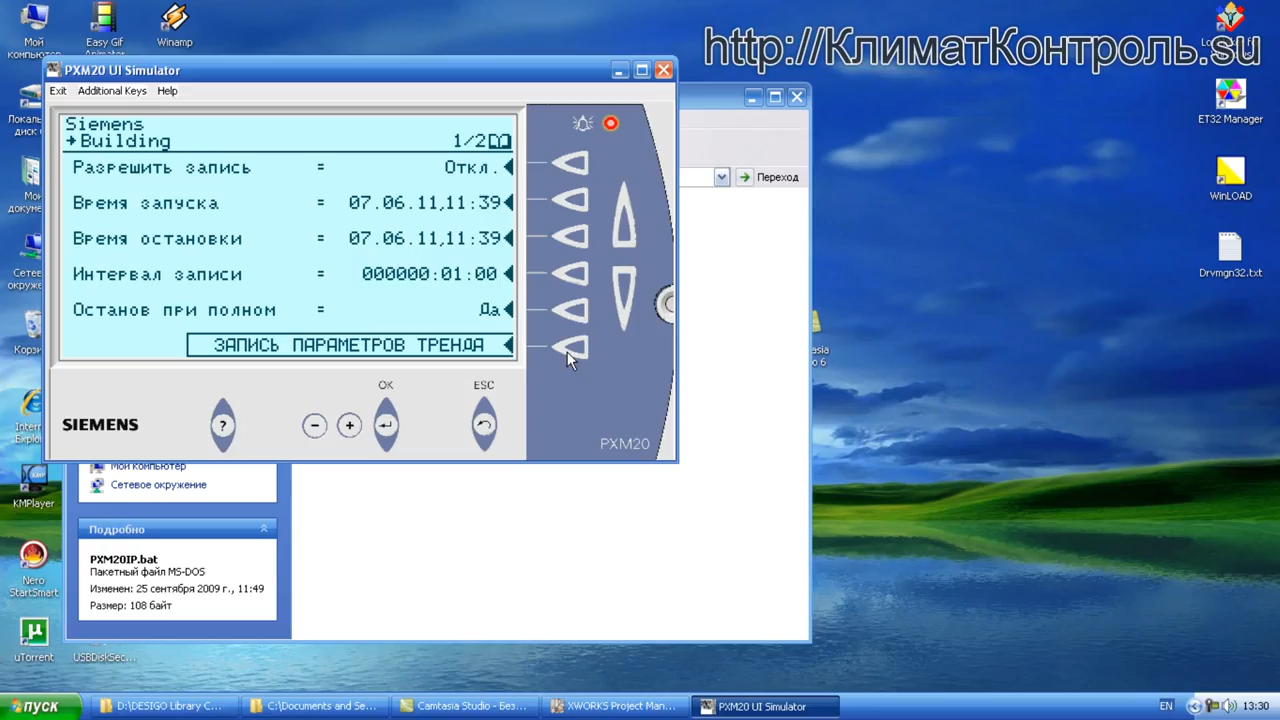 http://КлиматКонтроль.su
Мой
компьютер
Easy Gif
Animator
Winamp
PXM20 UI Simulator
Exit Additional Keys Help
Siemens
Building 1/2
Разрешить запись = Откл.
Время запуска = 07.06.11,11:39
Время остановки = 07.06.11,11:39
Интервал записи = 000000:01:00
Останов при полном = Да
ЗАПИСЬ ПАРАМЕТРОВ ТРЕНДА
OK
ESC
SIEMENS
?
−
+
PXM20
Переход
ET32 Manager
WinLOAD
Drvmgn32.txt
Мой компьютер
Сетевое окружение
Подробно
PXM20IP.bat
Пакетный файл MS-DOS
Изменен: 25 сентября 2009 г., 11:49
Размер: 108 байт
KMPlayer
Nero
StartSmart
uTorrent
USBDiskSec...
пуск
D:\DESIGO Library C...
C:\Documents and Se...
Camtasia Studio - Без...
XWORKS Project Man...
PXM20 UI Simulator
EN
13:30